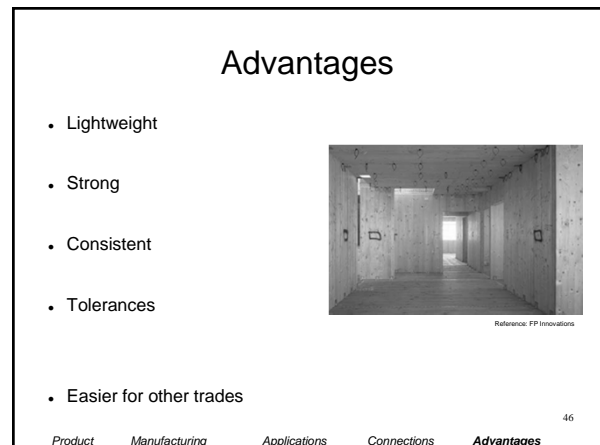 Advantages
• Lightweight
• Strong
• Consistent
• Tolerances
Reference: FP Innovations
• Easier for other trades
46
Product Manufacturing Applications Connections Advantages